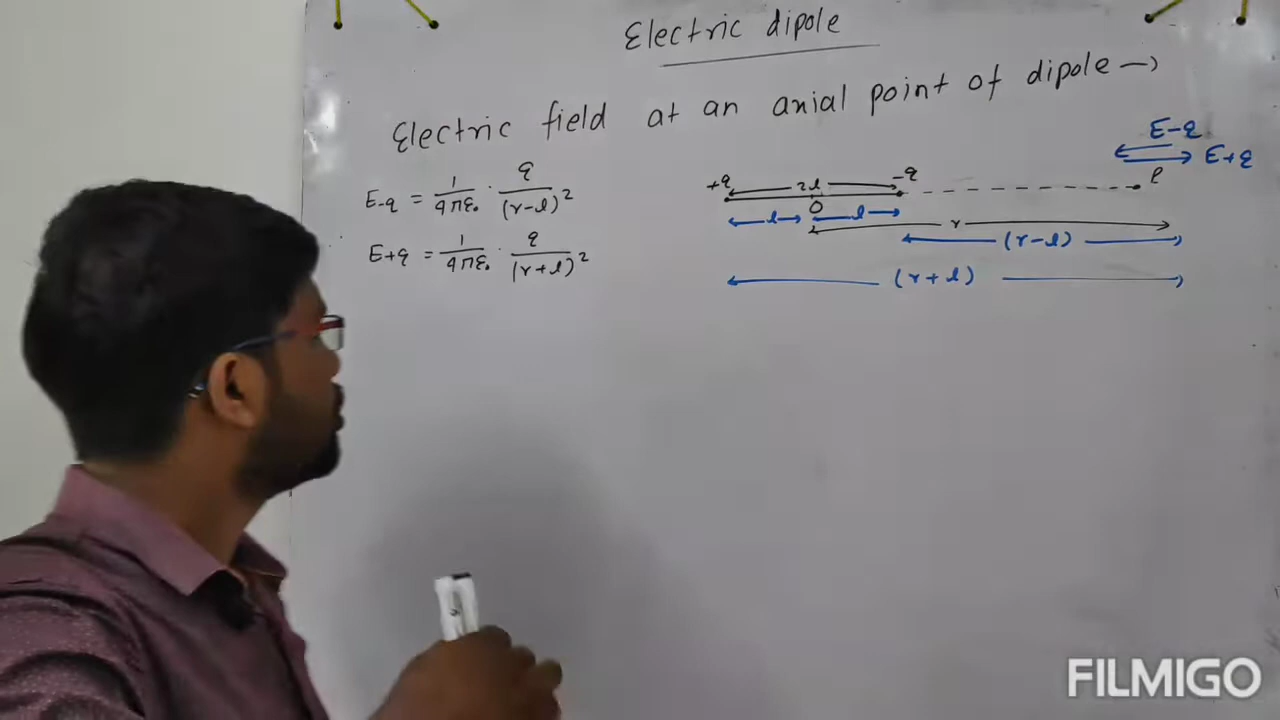 Electric dipole
Electric field at an axial point of dipole →
E-q = 1/4πε₀ · q/(r-l)²
E+q = 1/4πε₀ · q/(r+l)²
E-q
E+q
+q 2l -q P
O
l l r
(r-l)
(r+l)
FILMIGO